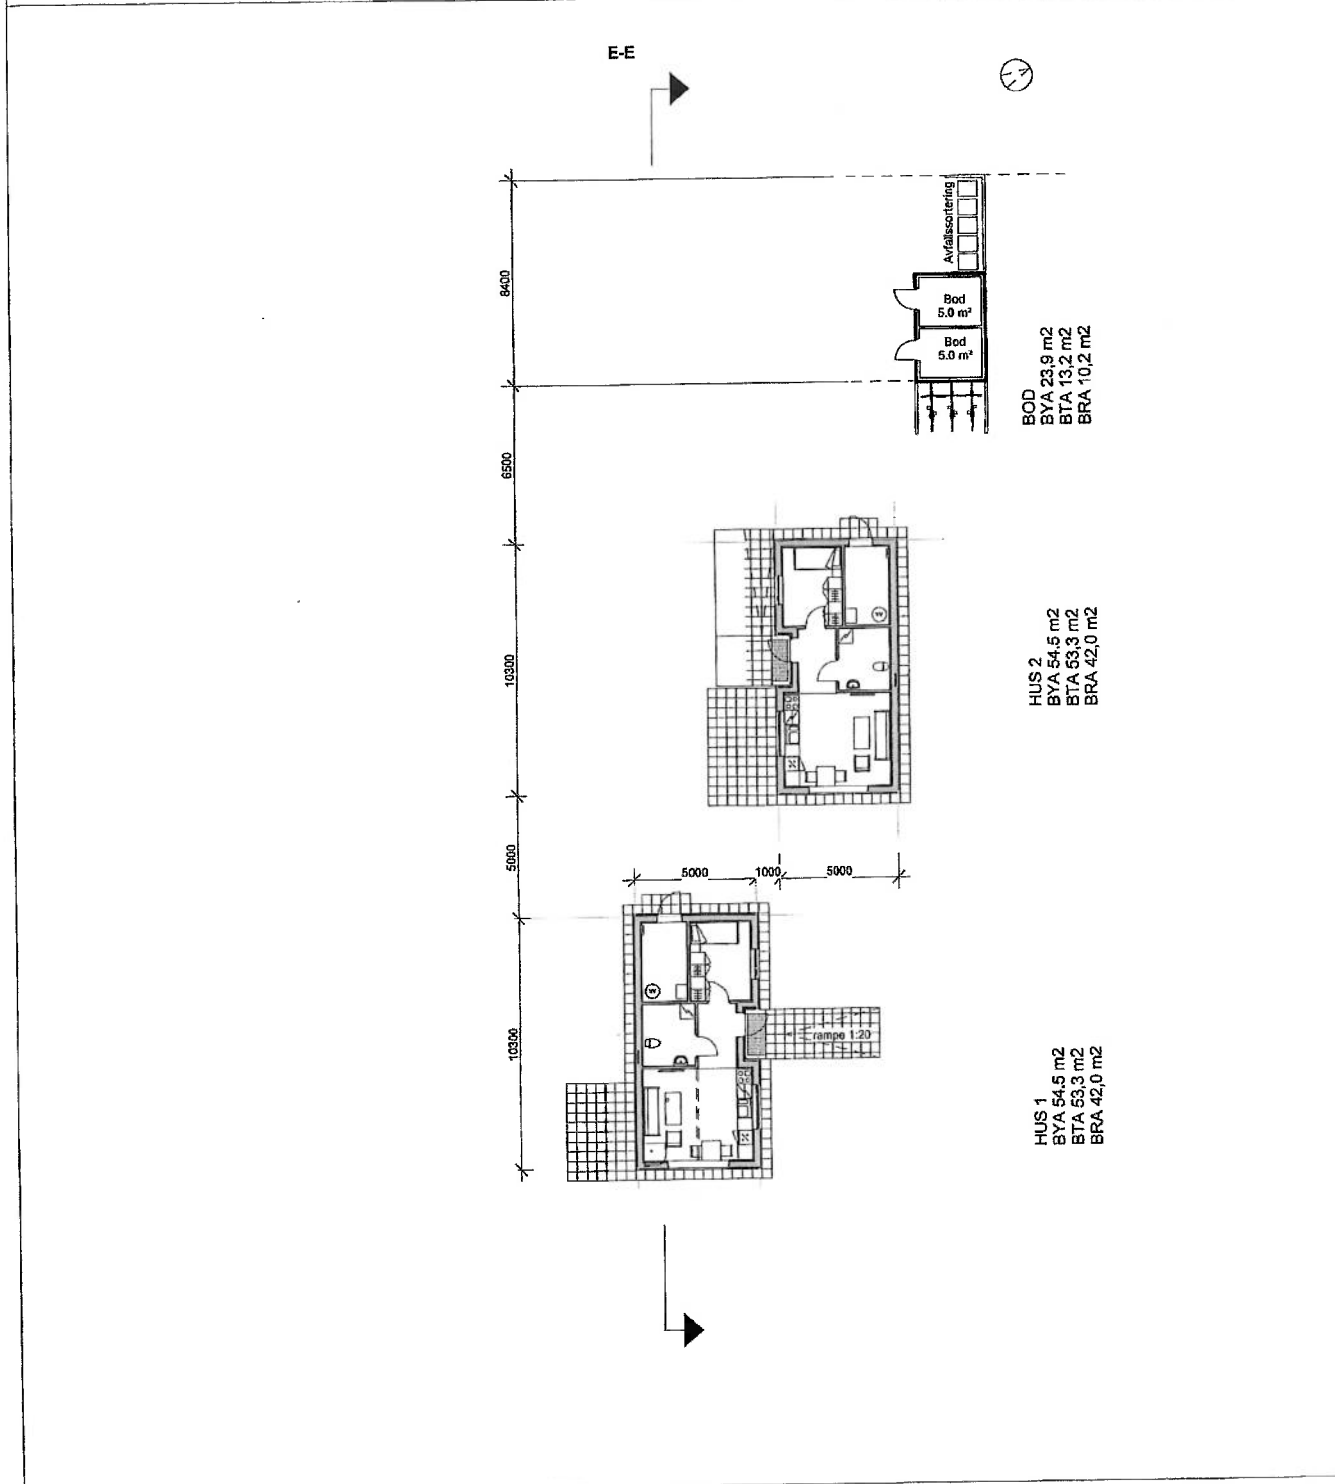 E-E
8400
6500
10300
5000
10300
Avfallssortering
Bod
5.0 m²
Bod
5.0 m²
BOD
BYA 23,9 m2
BTA 13,2 m2
BRA 10,2 m2
HUS 2
BYA 54.5 m2
BTA 53,3 m2
BRA 42,0 m2
5000
1000
5000
rampe 1:20
HUS 1
BYA 54.5 m2
BTA 53,3 m2
BRA 42,0 m2